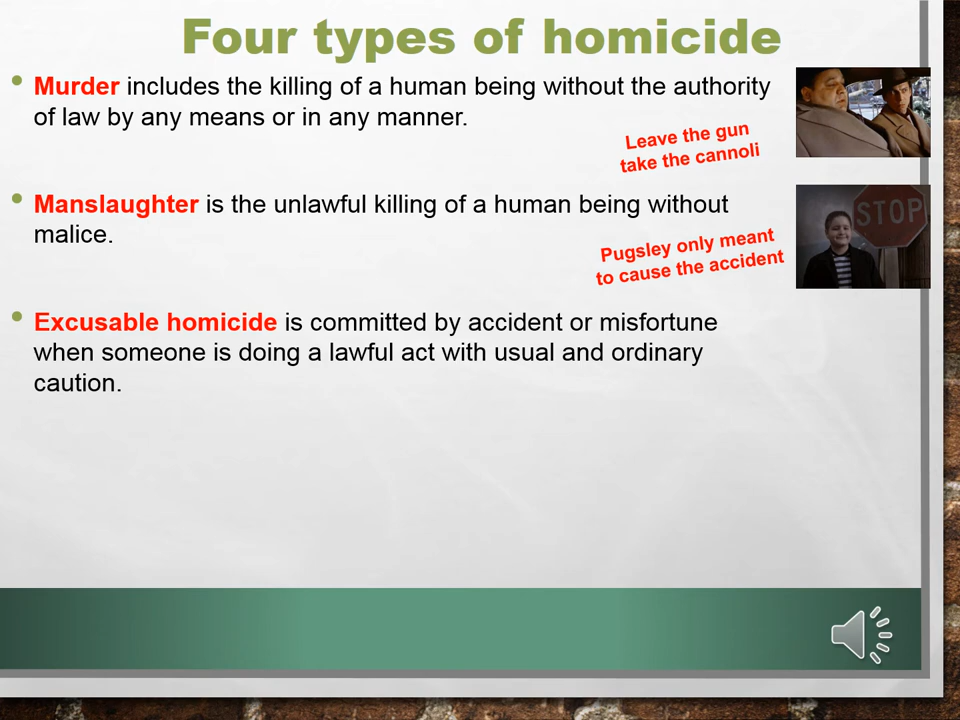 Four types of homicide
• Murder includes the killing of a human being without the authority
of law by any means or in any manner.
Leave the gun
take the cannoli
• Manslaughter is the unlawful killing of a human being without
malice.
STOP
Pugsley only meant
to cause the accident
• Excusable homicide is committed by accident or misfortune
when someone is doing a lawful act with usual and ordinary
caution.